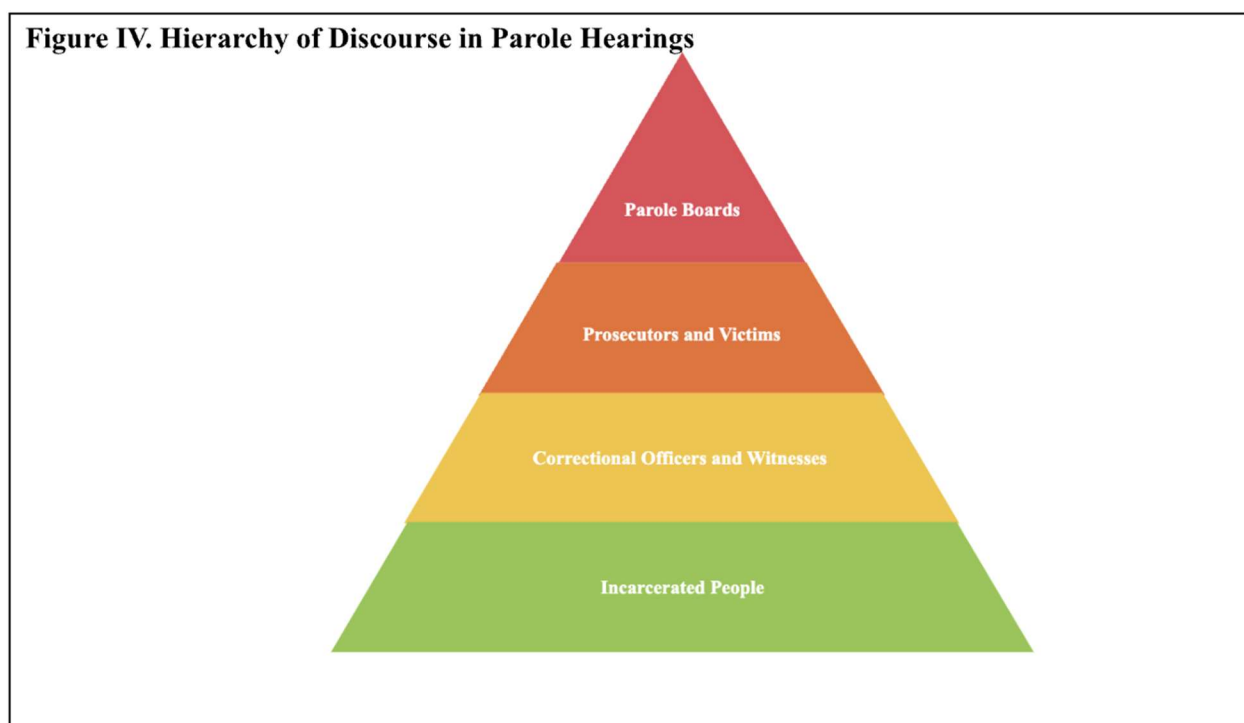 Figure IV. Hierarchy of Discourse in Parole Hearings
Parole Boards
Prosecutors and Victims
Correctional Officers and Witnesses
Incarcerated People